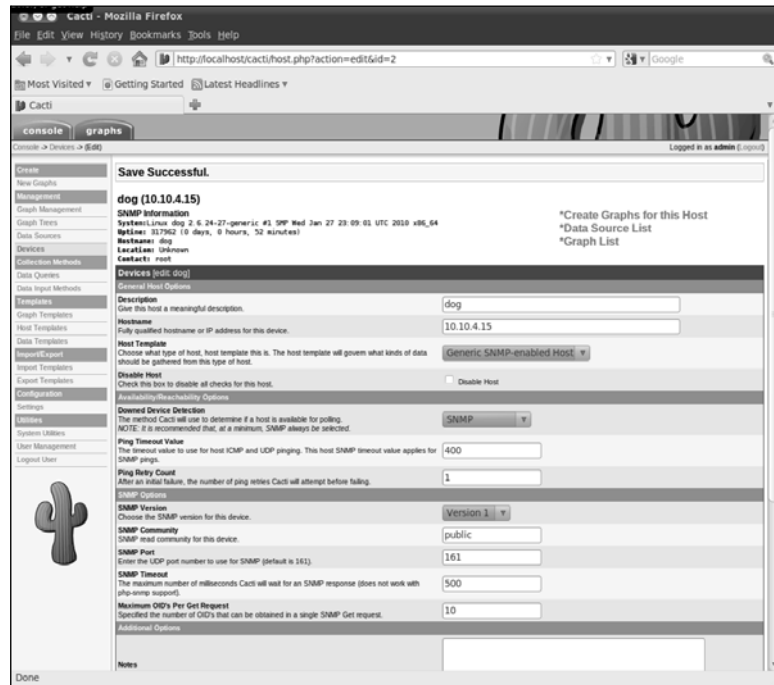 Cacti - Mozilla Firefox
File Edit View History Bookmarks Tools Help
http://localhost/cacti/host.php?action=edit&id=2
Google
Most Visited Getting Started Latest Headlines
Cacti
console graphs
Console -> Devices -> (Edit)
Logged in as admin (Logout)
Create
New Graphs
Management
Graph Management
Graph Trees
Data Sources
Devices
Collection Methods
Data Queries
Data Input Methods
Templates
Graph Templates
Host Templates
Data Templates
Import/Export
Import Templates
Export Templates
Configuration
Settings
Utilities
System Utilities
User Management
Logout User
Save Successful.
dog (10.10.4.15)
SNMP Information
System:Linux dog 2.6.24-27-generic #1 SMP Wed Jan 27 23:09:01 UTC 2010 x86_64
Uptime: 317962 (0 days, 0 hours, 52 minutes)
Hostname: dog
Location: Unknown
Contact: root
*Create Graphs for this Host
*Data Source List
*Graph List
Devices [edit: dog]
General Host Options
Description
Give this host a meaningful description.
dog
Hostname
Fully qualified hostname or IP address for this device.
10.10.4.15
Host Template
Choose what type of host, host template this is. The host template will govern what kinds of data
should be gathered from this type of host.
Generic SNMP-enabled Host
Disable Host
Check this box to disable all checks for this host.
Disable Host
Availability/Reachability Options
Downed Device Detection
The method Cacti will use to determine if a host is available for polling.
NOTE: It is recommended that, at a minimum, SNMP always be selected.
SNMP
Ping Timeout Value
The timeout value to use for host ICMP and UDP pinging. This host SNMP timeout value applies for
SNMP pings.
400
Ping Retry Count
After an initial failure, the number of ping retries Cacti will attempt before failing.
1
SNMP Options
SNMP Version
Choose the SNMP version for this device.
Version 1
SNMP Community
SNMP read community for this device.
public
SNMP Port
Enter the UDP port number to use for SNMP (default is 161).
161
SNMP Timeout
The maximum number of milliseconds Cacti will wait for an SNMP response (does not work with
php-snmp support).
500
Maximum OID's Per Get Request
Specified the number of OID's that can be obtained in a single SNMP Get request.
10
Additional Options
Notes
Done